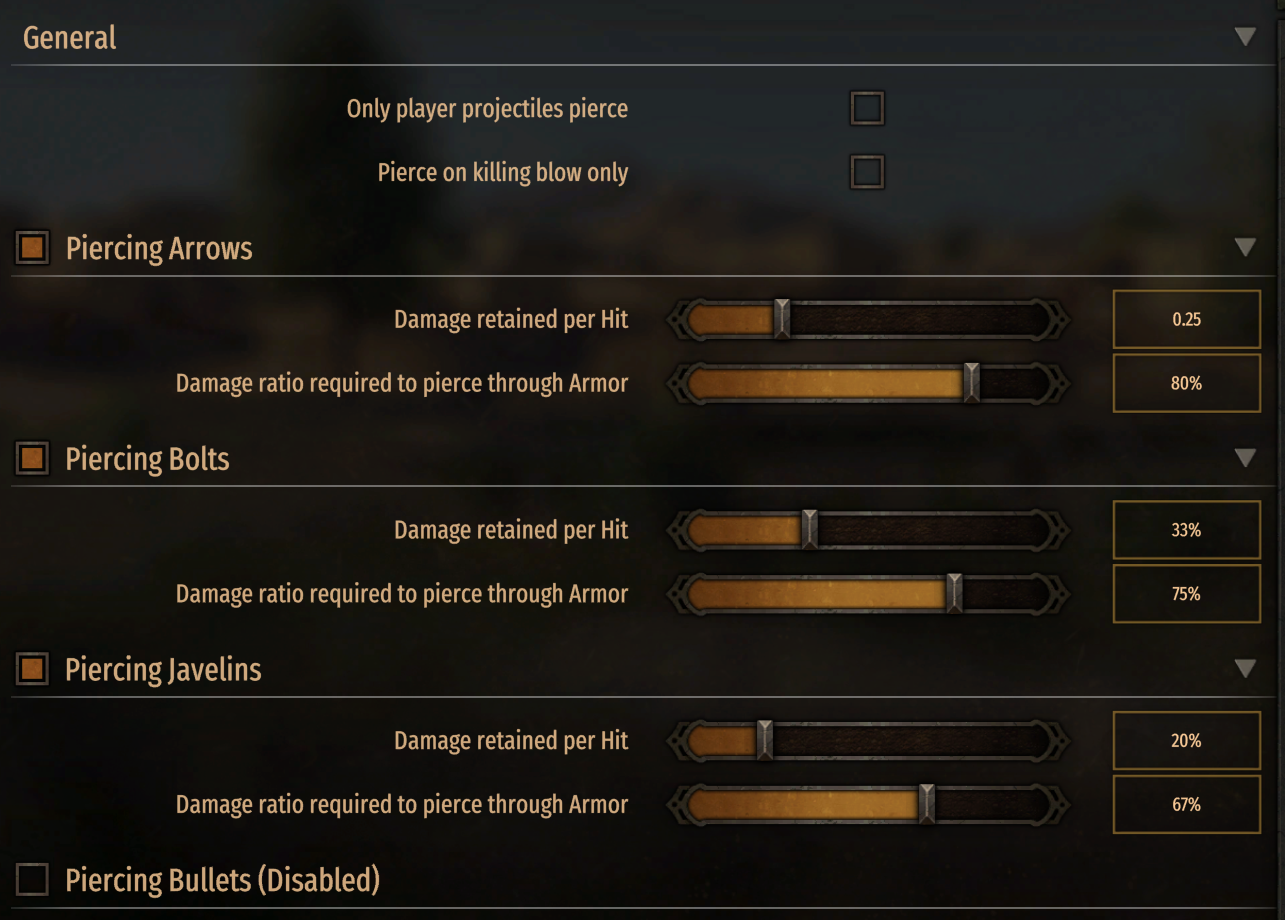 General
Only player projectiles pierce
Pierce on killing blow only
Piercing Arrows
Damage retained per Hit 0.25
Damage ratio required to pierce through Armor 80%
Piercing Bolts
Damage retained per Hit 33%
Damage ratio required to pierce through Armor 75%
Piercing Javelins
Damage retained per Hit 20%
Damage ratio required to pierce through Armor 67%
Piercing Bullets (Disabled)